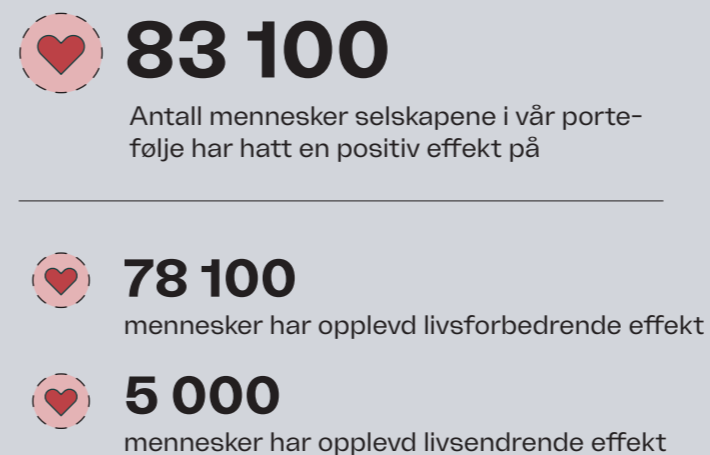 83 100
Antall mennesker selskapene i vår porte-
følje har hatt en positiv effekt på
78 100
mennesker har opplevd livsforbedrende effekt
5 000
mennesker har opplevd livsendrende effekt